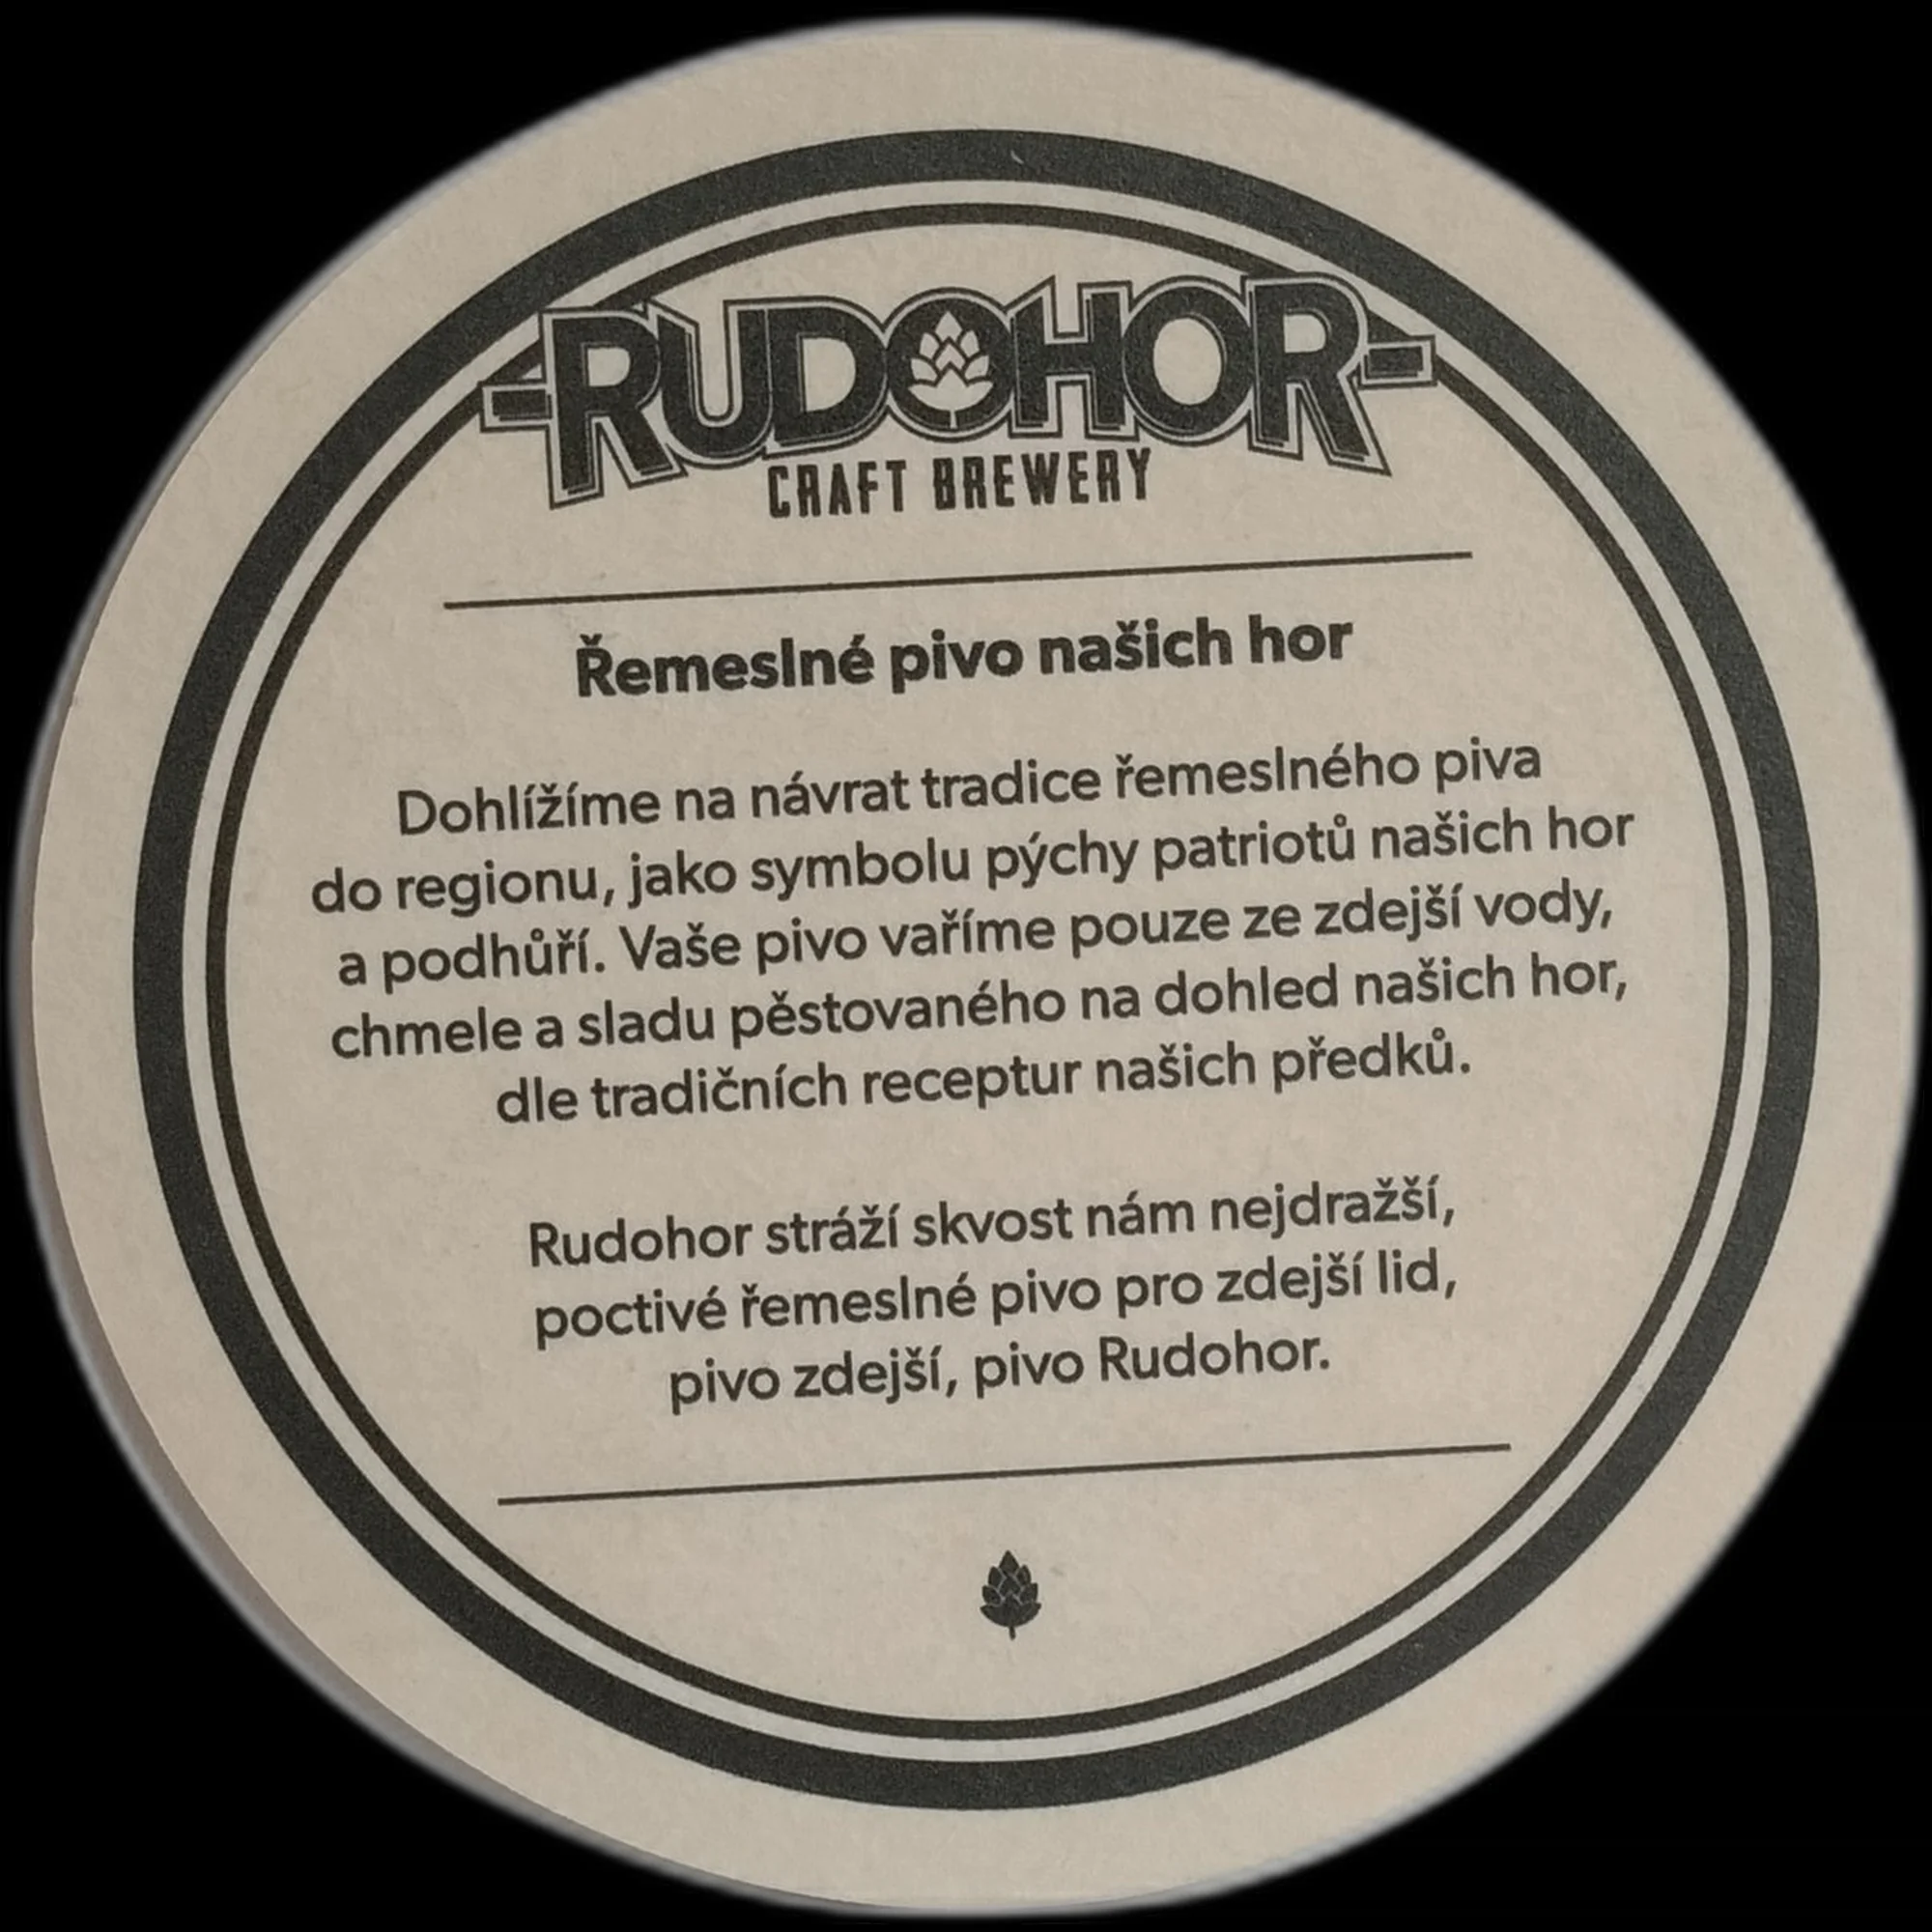 -RUDOHOR-
CRAFT BREWERY
Řemeslné pivo našich hor
Dohlížíme na návrat tradice řemeslného piva
do regionu, jako symbolu pýchy patriotů našich hor
a podhůří. Vaše pivo vaříme pouze ze zdejší vody,
chmele a sladu pěstovaného na dohled našich hor,
dle tradičních receptur našich předků.
Rudohor stráží skvost nám nejdražší,
poctivé řemeslné pivo pro zdejší lid,
pivo zdejší, pivo Rudohor.